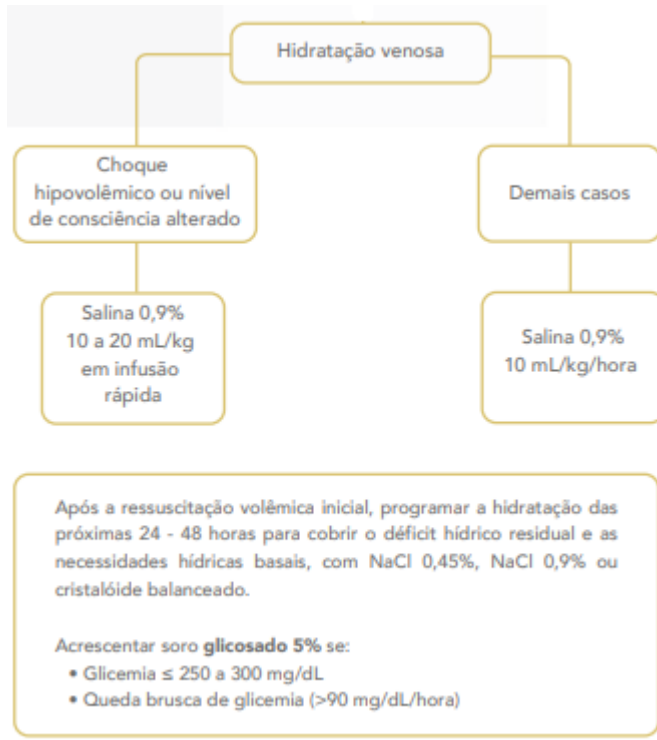 Hidratação venosa
Choque
hipovolêmico ou nível
de consciência alterado
Demais casos
Salina 0,9%
10 a 20 mL/kg
em infusão
rápida
Salina 0,9%
10 mL/kg/hora
Após a ressuscitação volêmica inicial, programar a hidratação das
próximas 24 - 48 horas para cobrir o déficit hídrico residual e as
necessidades hídricas basais, com NaCl 0,45%, NaCl 0,9% ou
cristalóide balanceado.
Acrescentar soro glicosado 5% se:
• Glicemia ≤ 250 a 300 mg/dL
• Queda brusca de glicemia (>90 mg/dL/hora)